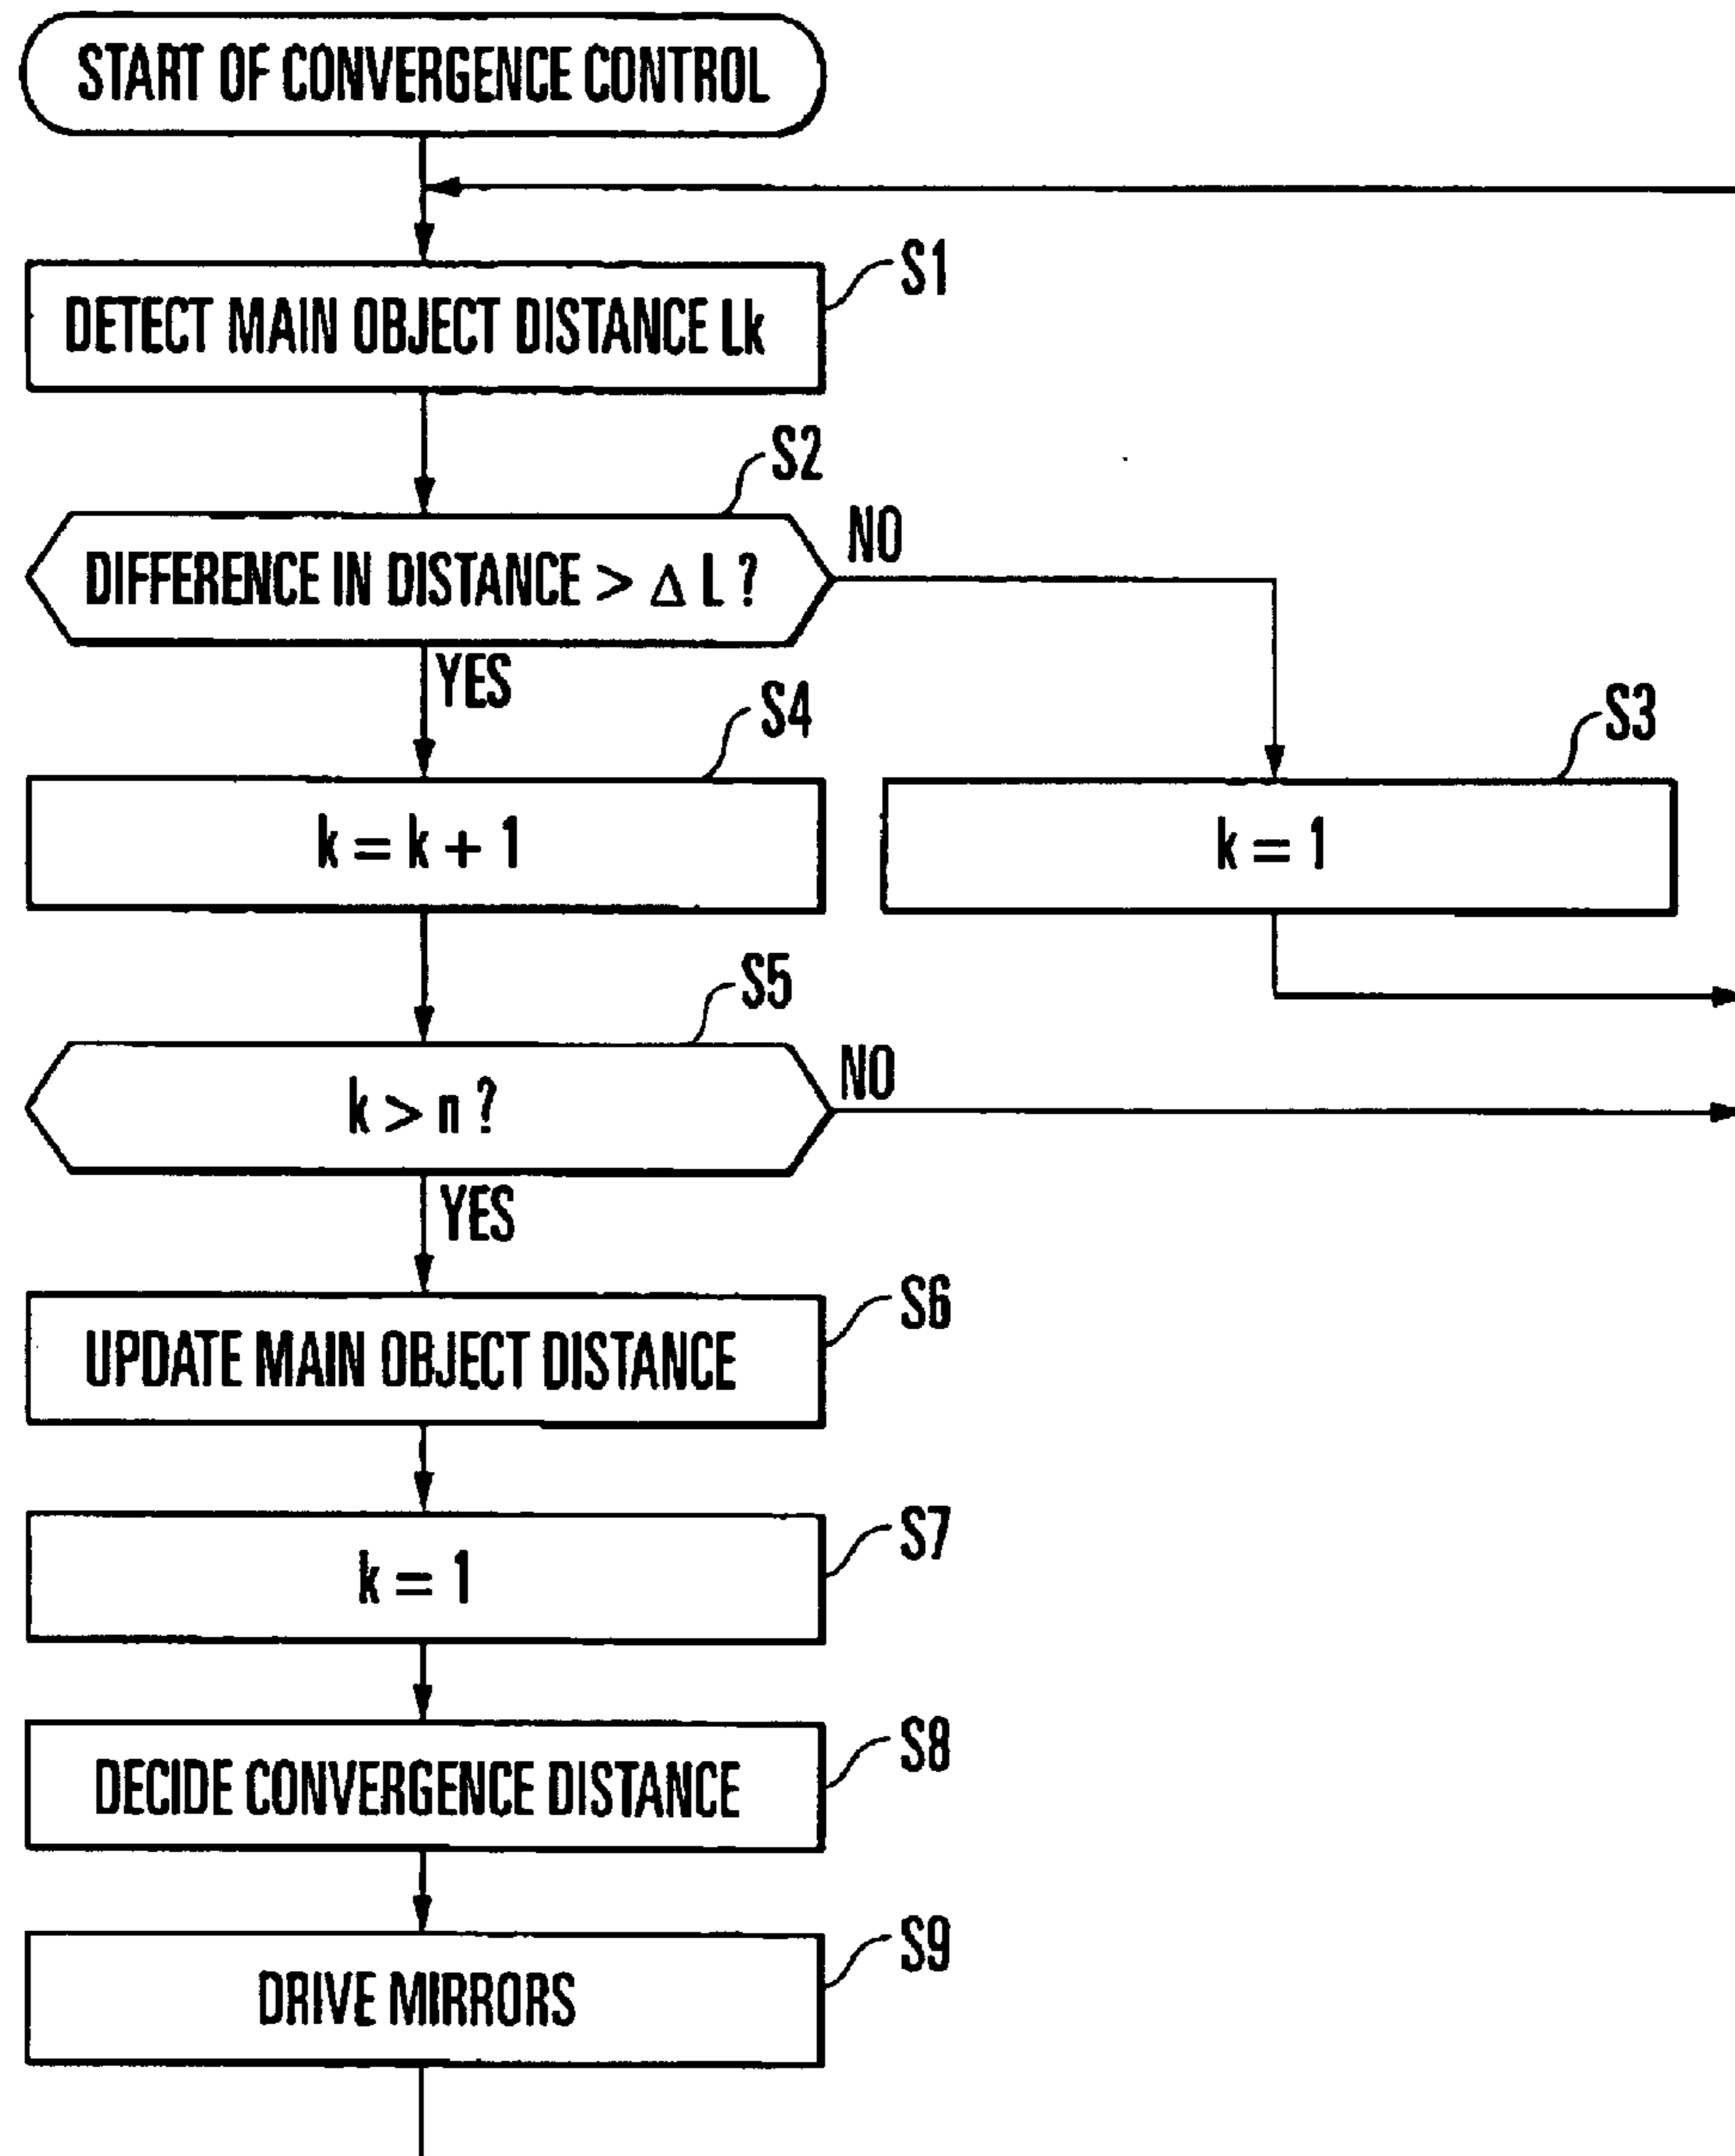 START OF CONVERGENCE CONTROL
S1
DETECT MAIN OBJECT DISTANCE Lk
S2
DIFFERENCE IN DISTANCE > Δ L ?
NO
YES
S4
k = k + 1
S3
k = 1
S5
k > n ?
NO
YES
S6
UPDATE MAIN OBJECT DISTANCE
S7
k = 1
S8
DECIDE CONVERGENCE DISTANCE
S9
DRIVE MIRRORS